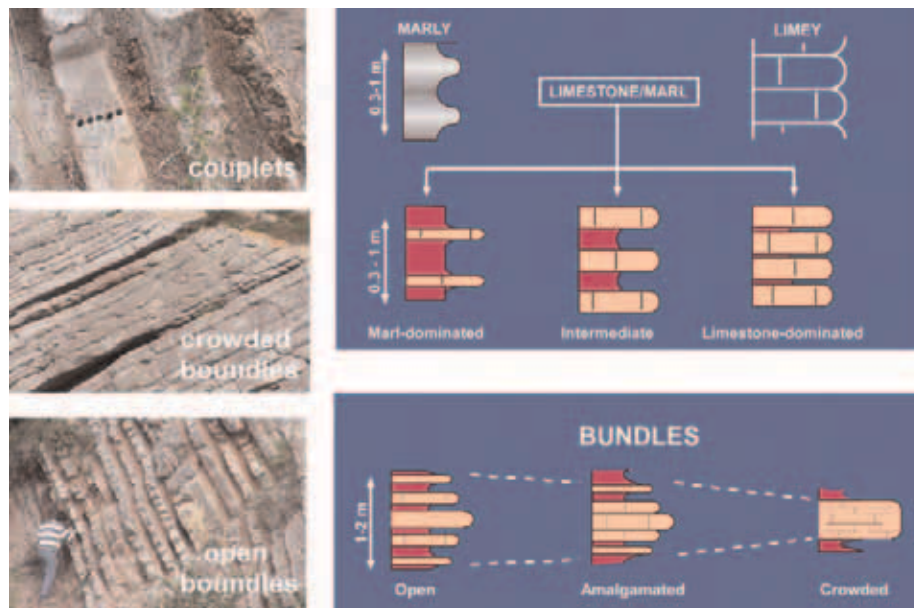 couplets
crowded
boundles
open
boundles
MARLY
LIMEY
0.3-1 m
LIMESTONE/MARL
0.3 - 1 m
Marl-dominated
Intermediate
Limestone-dominated
BUNDLES
1-2 m
Open
Amalgamated
Crowded